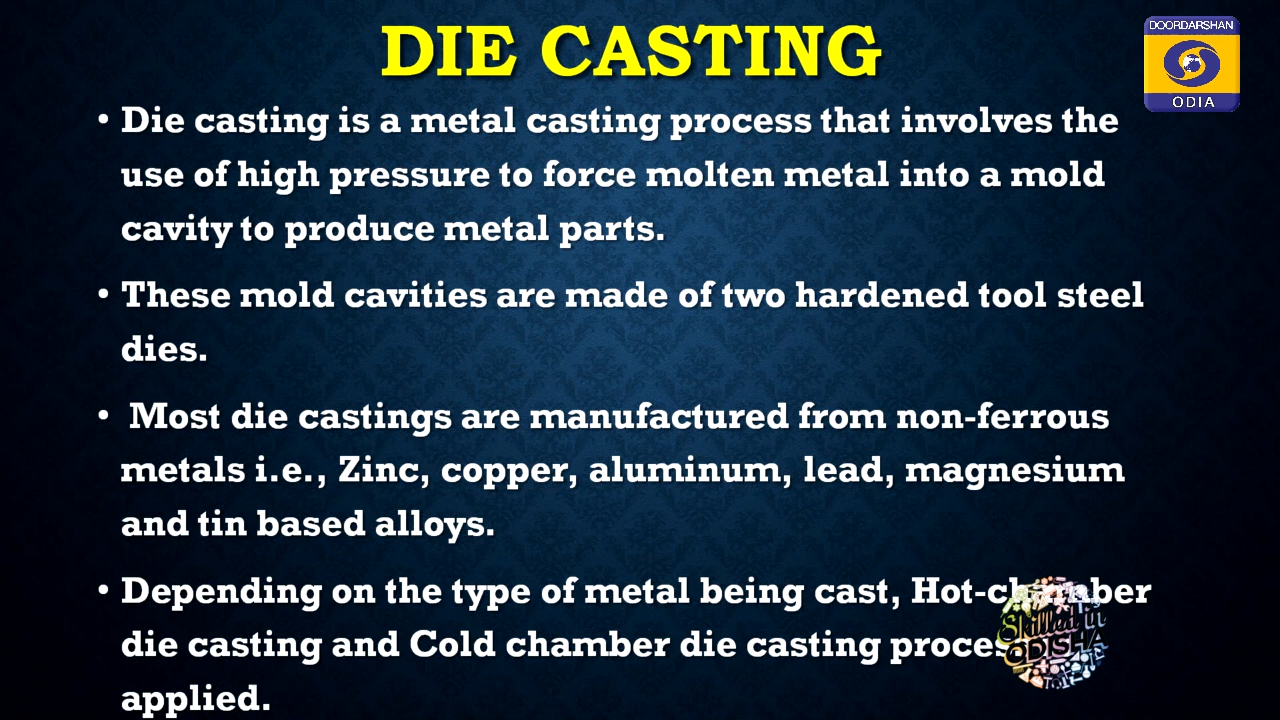 DIE CASTING
DOORDARSHAN
ODIA
• Die casting is a metal casting process that involves the
use of high pressure to force molten metal into a mold
cavity to produce metal parts.
• These mold cavities are made of two hardened tool steel
dies.
• Most die castings are manufactured from non-ferrous
metals i.e., Zinc, copper, aluminum, lead, magnesium
and tin based alloys.
• Depending on the type of metal being cast, Hot-chamber
die casting and Cold chamber die casting
applied.
Skilled in
ODISHA